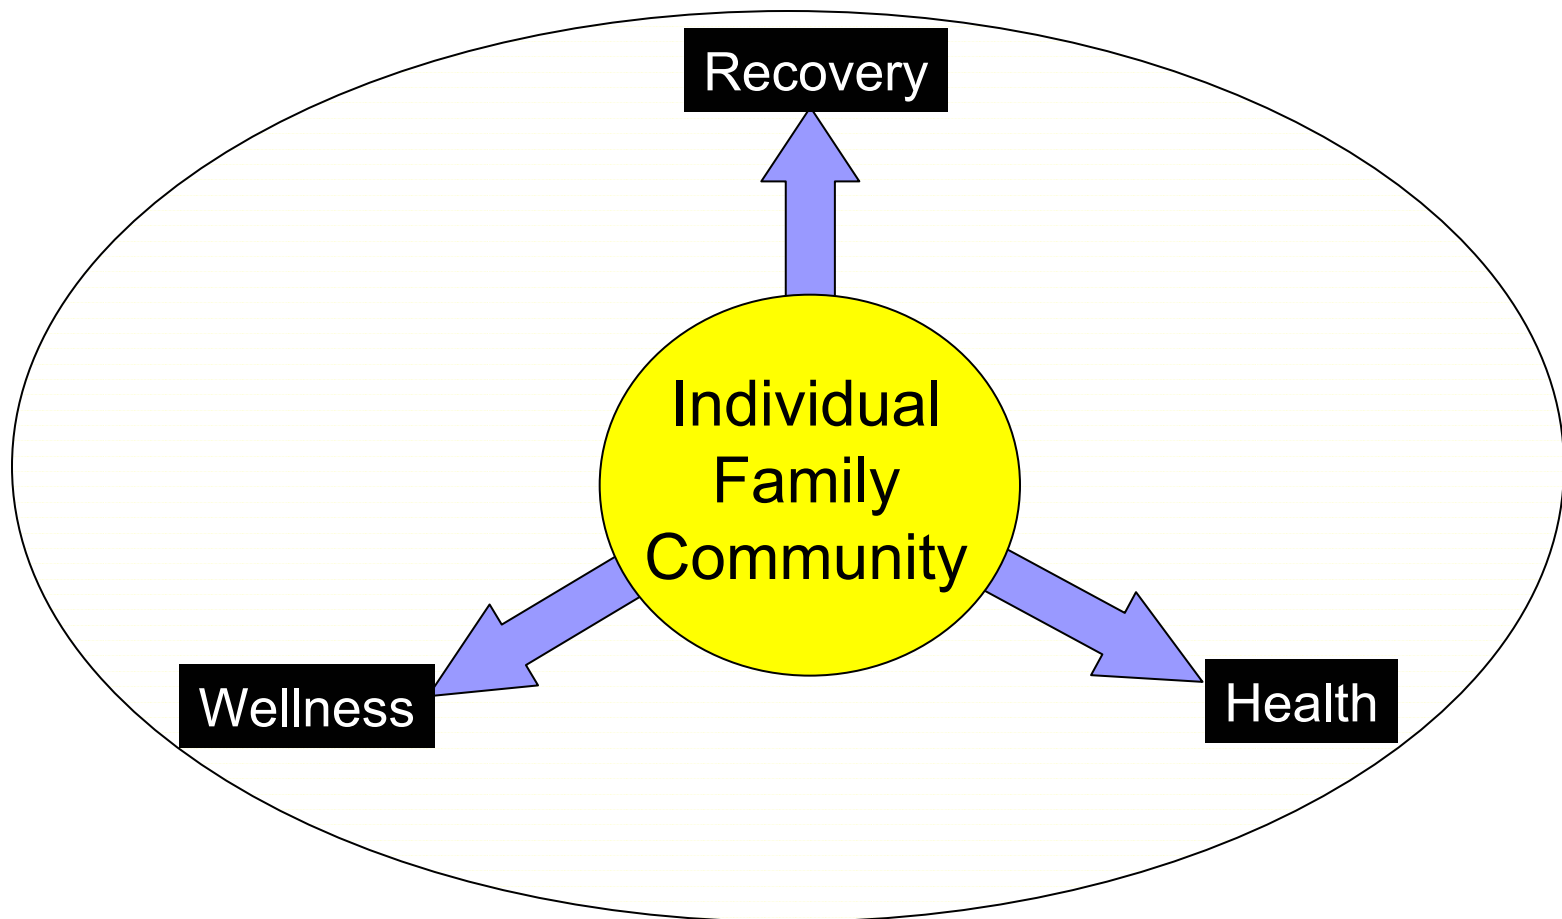 Recovery
Individual
Family
Community
Wellness
Health